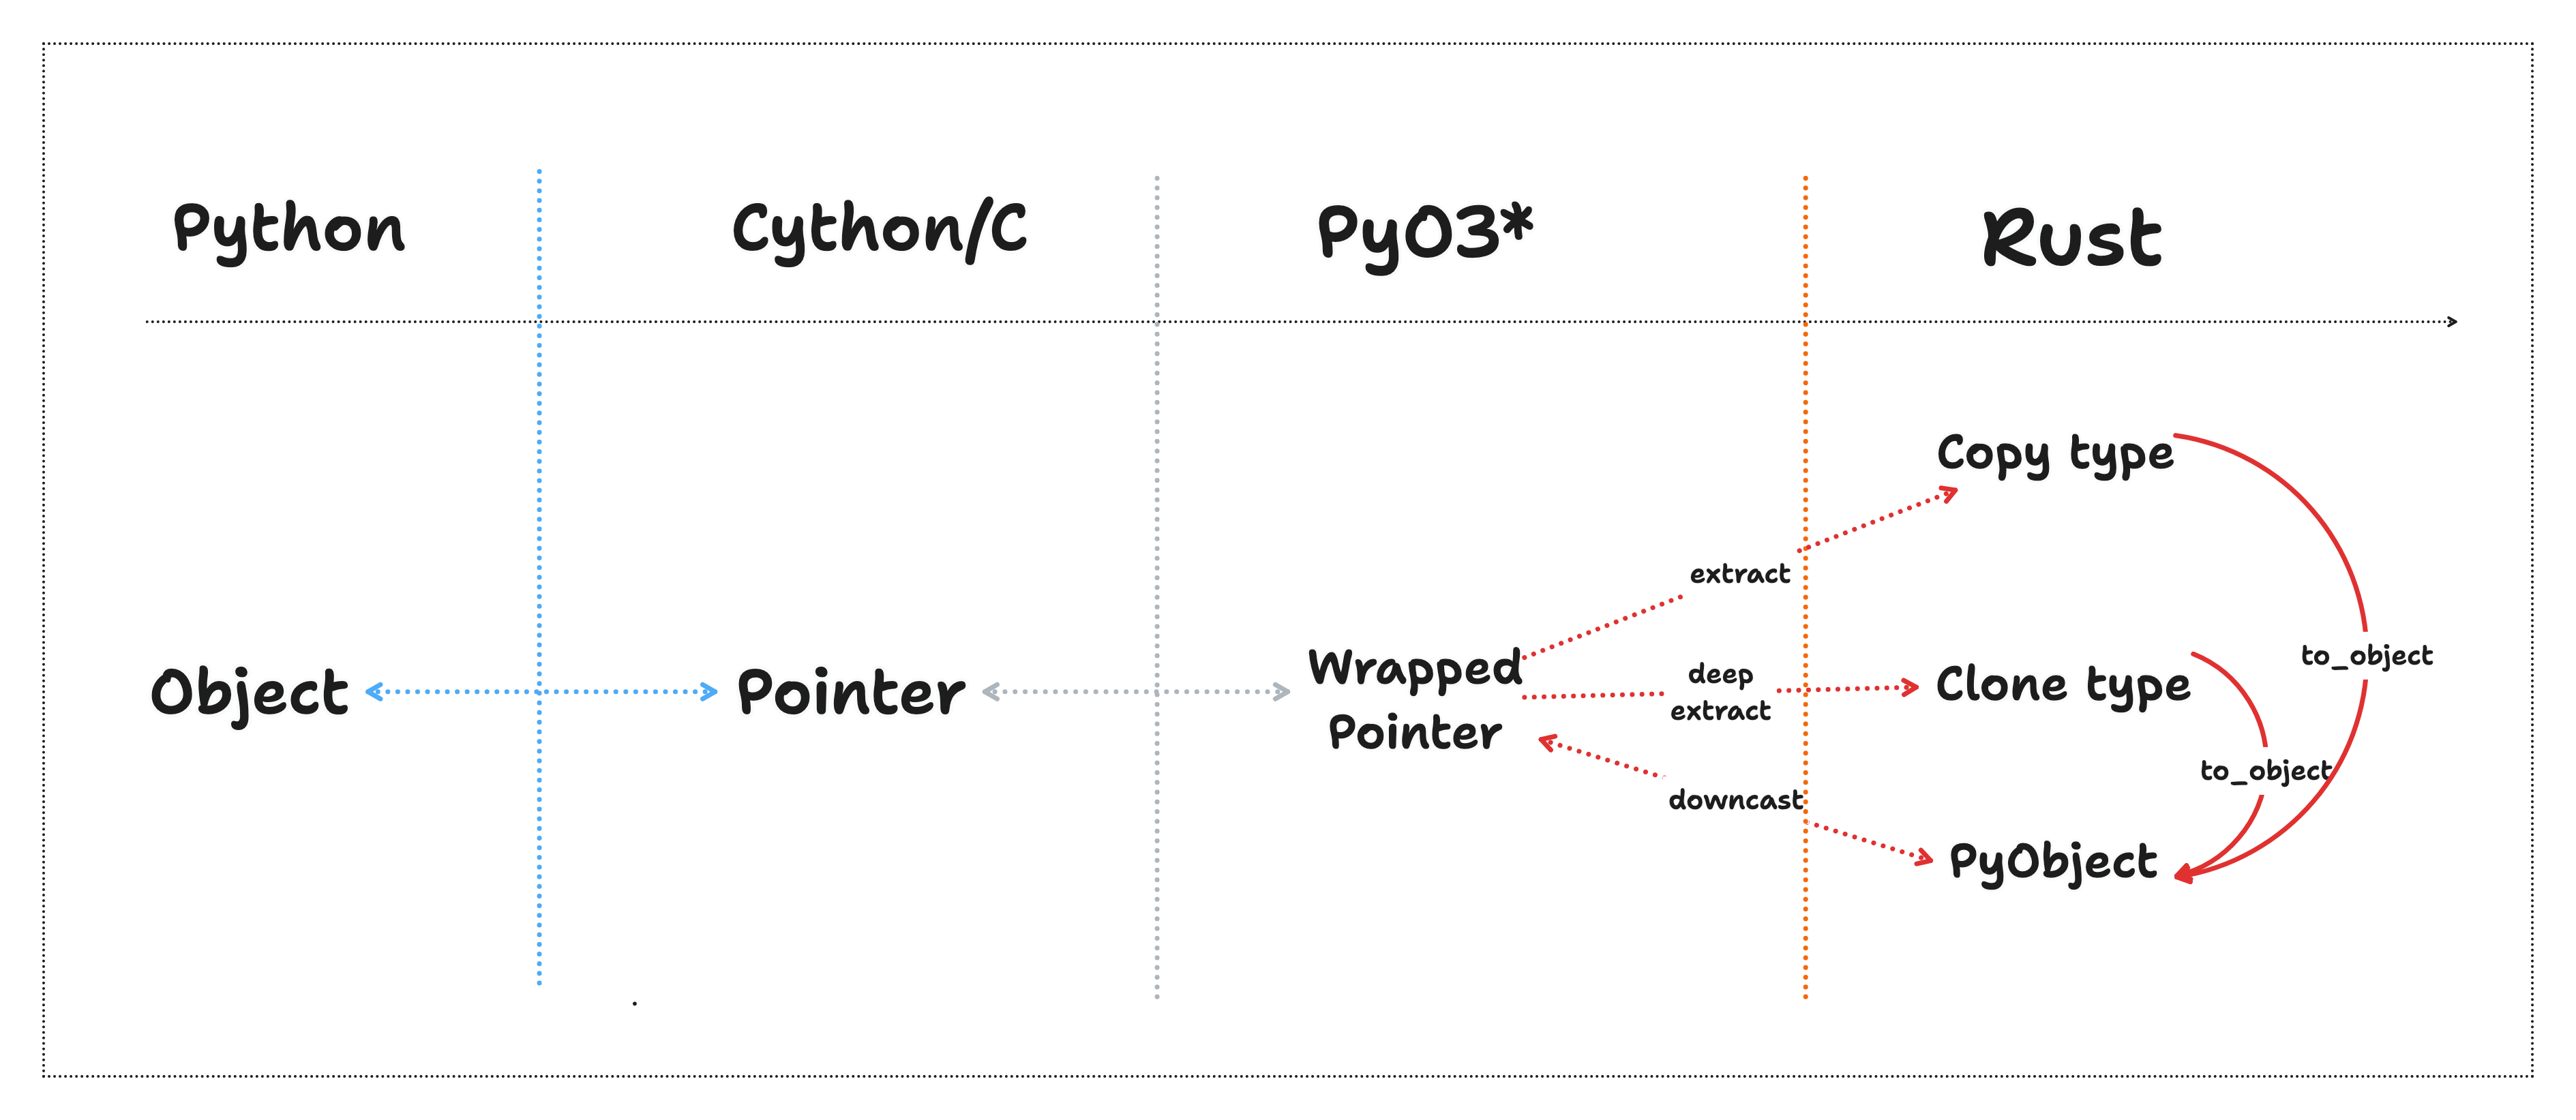 Python
Cython/C
PyO3*
Rust
Copy type
extract
Object
Pointer
Wrapped
Pointer
deep
extract
Clone type
to_object
to_object
downcast
PyObject